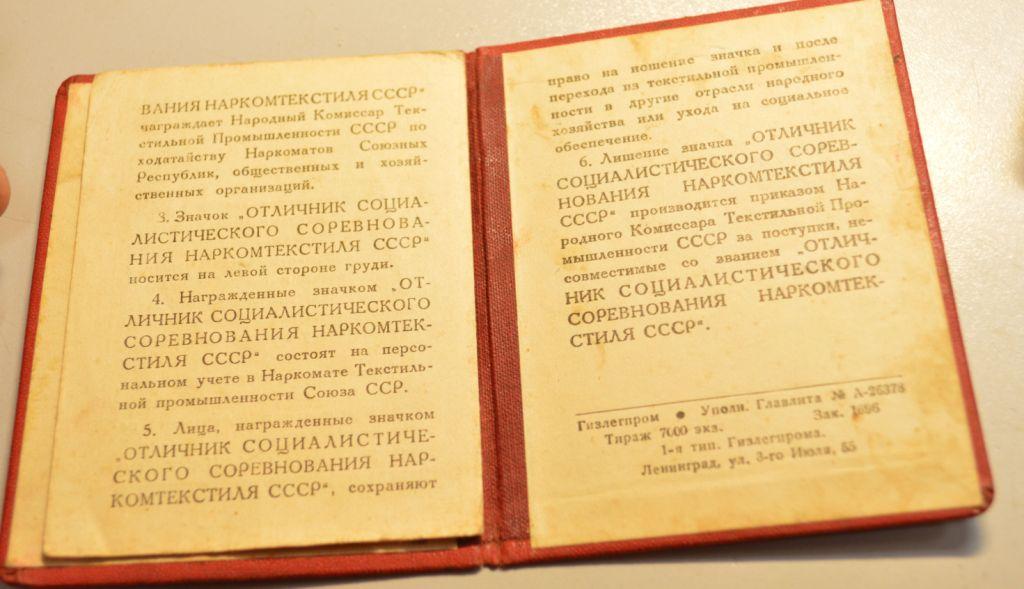 ВАНИЯ НАРКОМТЕКСТИЛЯ СССР“
награждает Народный Комиссар Тек-
стильной Промышленности СССР по
ходатайству Наркоматов Союзных
Республик, общественных и хозяй-
ственных организаций.
3. Значок „ОТЛИЧНИК СОЦИА-
ЛИСТИЧЕСКОГО СОРЕВНОВА-
НИЯ НАРКОМТЕКСТИЛЯ СССР“
носится на левой стороне груди.
4. Награжденные значком „ОТ-
ЛИЧНИК СОЦИАЛИСТИЧЕСКОГО
СОРЕВНОВАНИЯ НАРКОМТЕК-
СТИЛЯ СССР“ состоят на персо-
нальном учете в Наркомате Текстиль-
ной промышленности Союза ССР.
5. Лица, награжденные значком
„ОТЛИЧНИК СОЦИАЛИСТИЧЕ-
СКОГО СОРЕВНОВАНИЯ НАР-
КОМТЕКСТИЛЯ СССР“, сохраняют
право на ношение значка и после
перехода из текстильной промышлен-
ности в другие отрасли народного
хозяйства или ухода на социальное
обеспечение.
6. Лишение значка „ОТЛИЧНИК
СОЦИАЛИСТИЧЕСКОГО СОРЕВ-
НОВАНИЯ НАРКОМТЕКСТИЛЯ
СССР“ производится приказом На-
родного Комиссара Текстильной Про-
мышленности СССР за поступки, не-
совместимые со званием „ОТЛИЧ-
НИК СОЦИАЛИСТИЧЕСКОГО
СОРЕВНОВАНИЯ НАРКОМТЕК-
СТИЛЯ СССР“.
Гизлегпром ● Уполн. Главлита № А-26378
Тираж 7000 экз. Зак. 1696
1-я тип. Гизлегпрома.
Ленинград, ул. 3-го Июля, 55